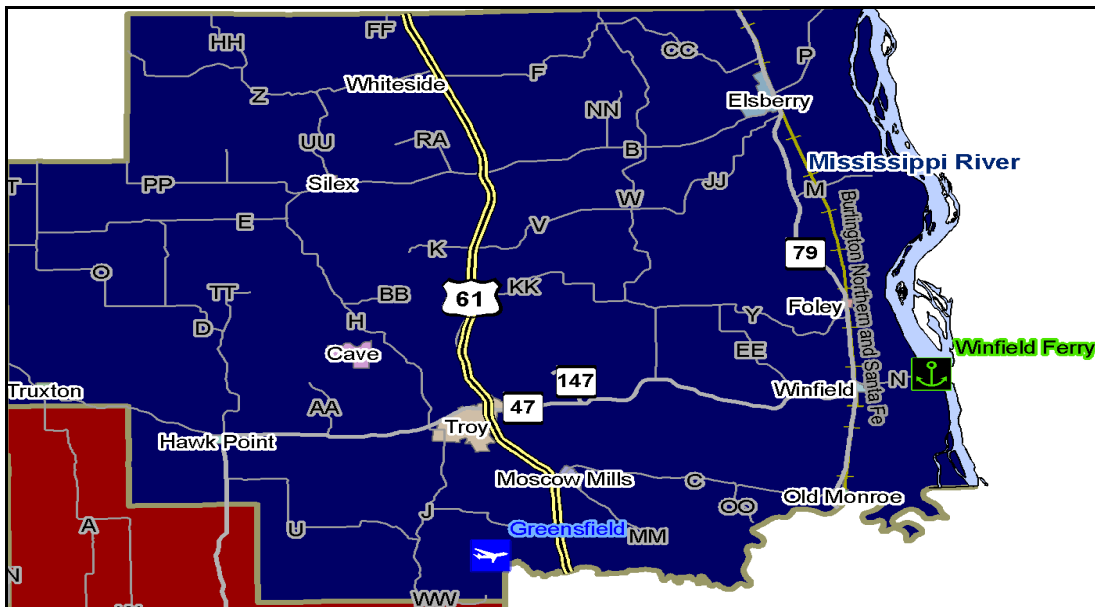 FF
HH
CC
P
F
Whiteside
Z
NN
Elsberry
UU
RA
B
Mississippi River
T
PP
Silex
JJ
M
W
E
V
K
79
Burlington Northern and Santa Fe
O
TT
BB
61
KK
Foley
D
H
Y
Cave
EE
Winfield Ferry
Truxton
147
Winfield
N
AA
47
Troy
Hawk Point
Moscow Mills
C
Old Monroe
OO
A
U
J
Greensfield
MM
N
WW